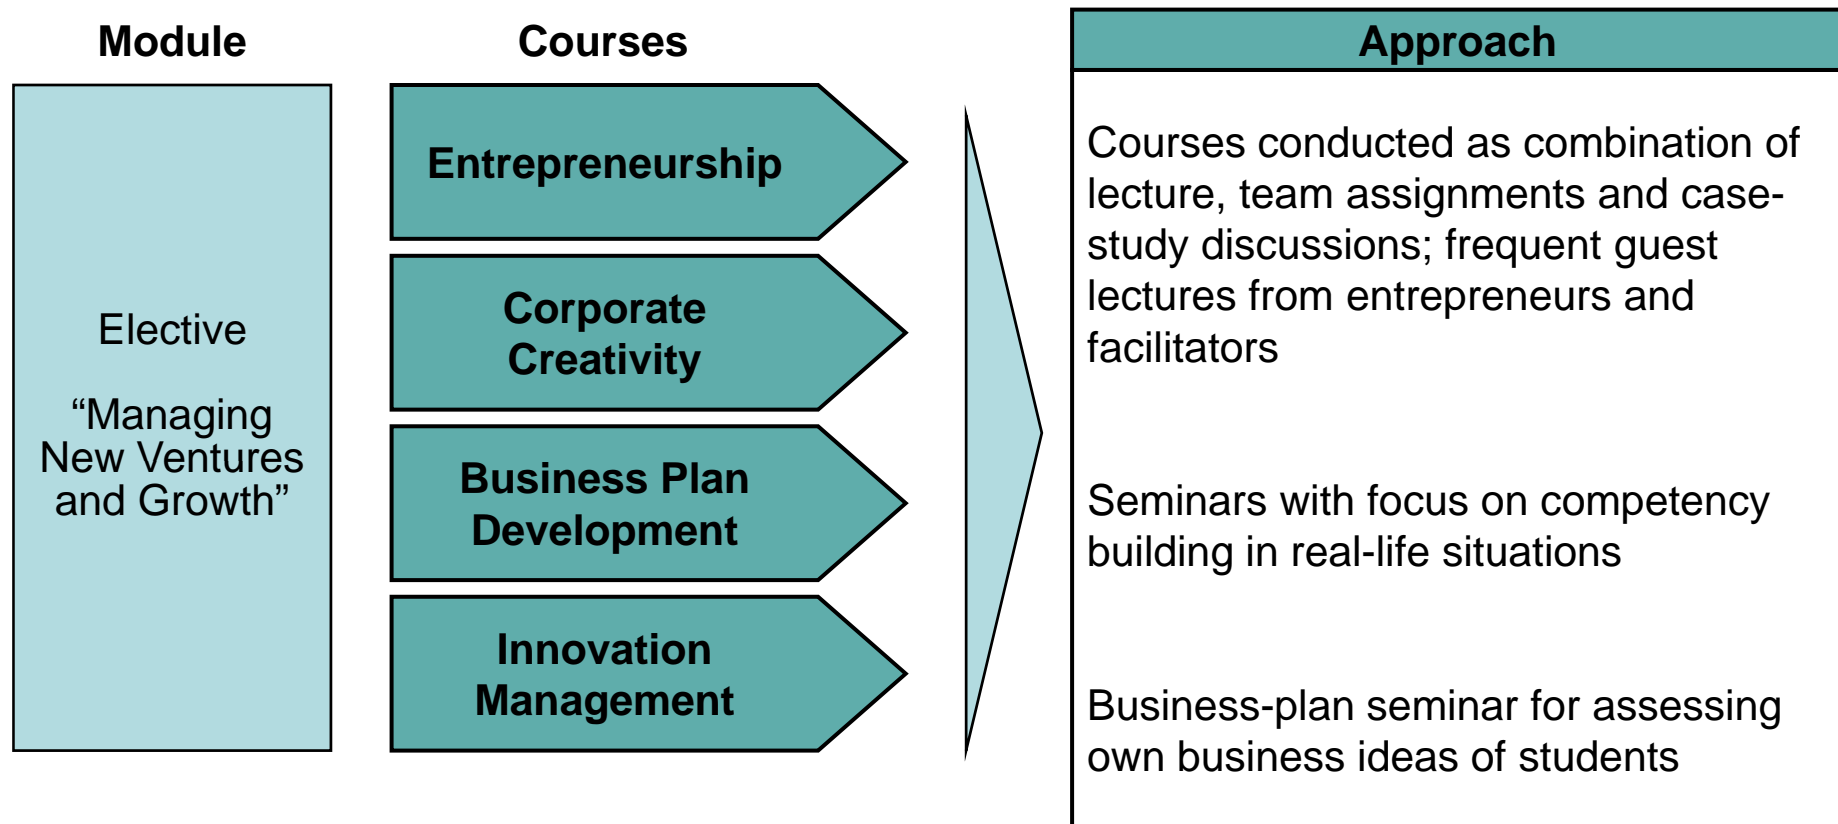 Module
Elective
“Managing
New Ventures
and Growth”
Courses
Entrepreneurship
Corporate
Creativity
Business Plan
Development
Innovation
Management
Approach
Courses conducted as combination of
lecture, team assignments and case-
study discussions; frequent guest
lectures from entrepreneurs and
facilitators
Seminars with focus on competency
building in real-life situations
Business-plan seminar for assessing
own business ideas of students